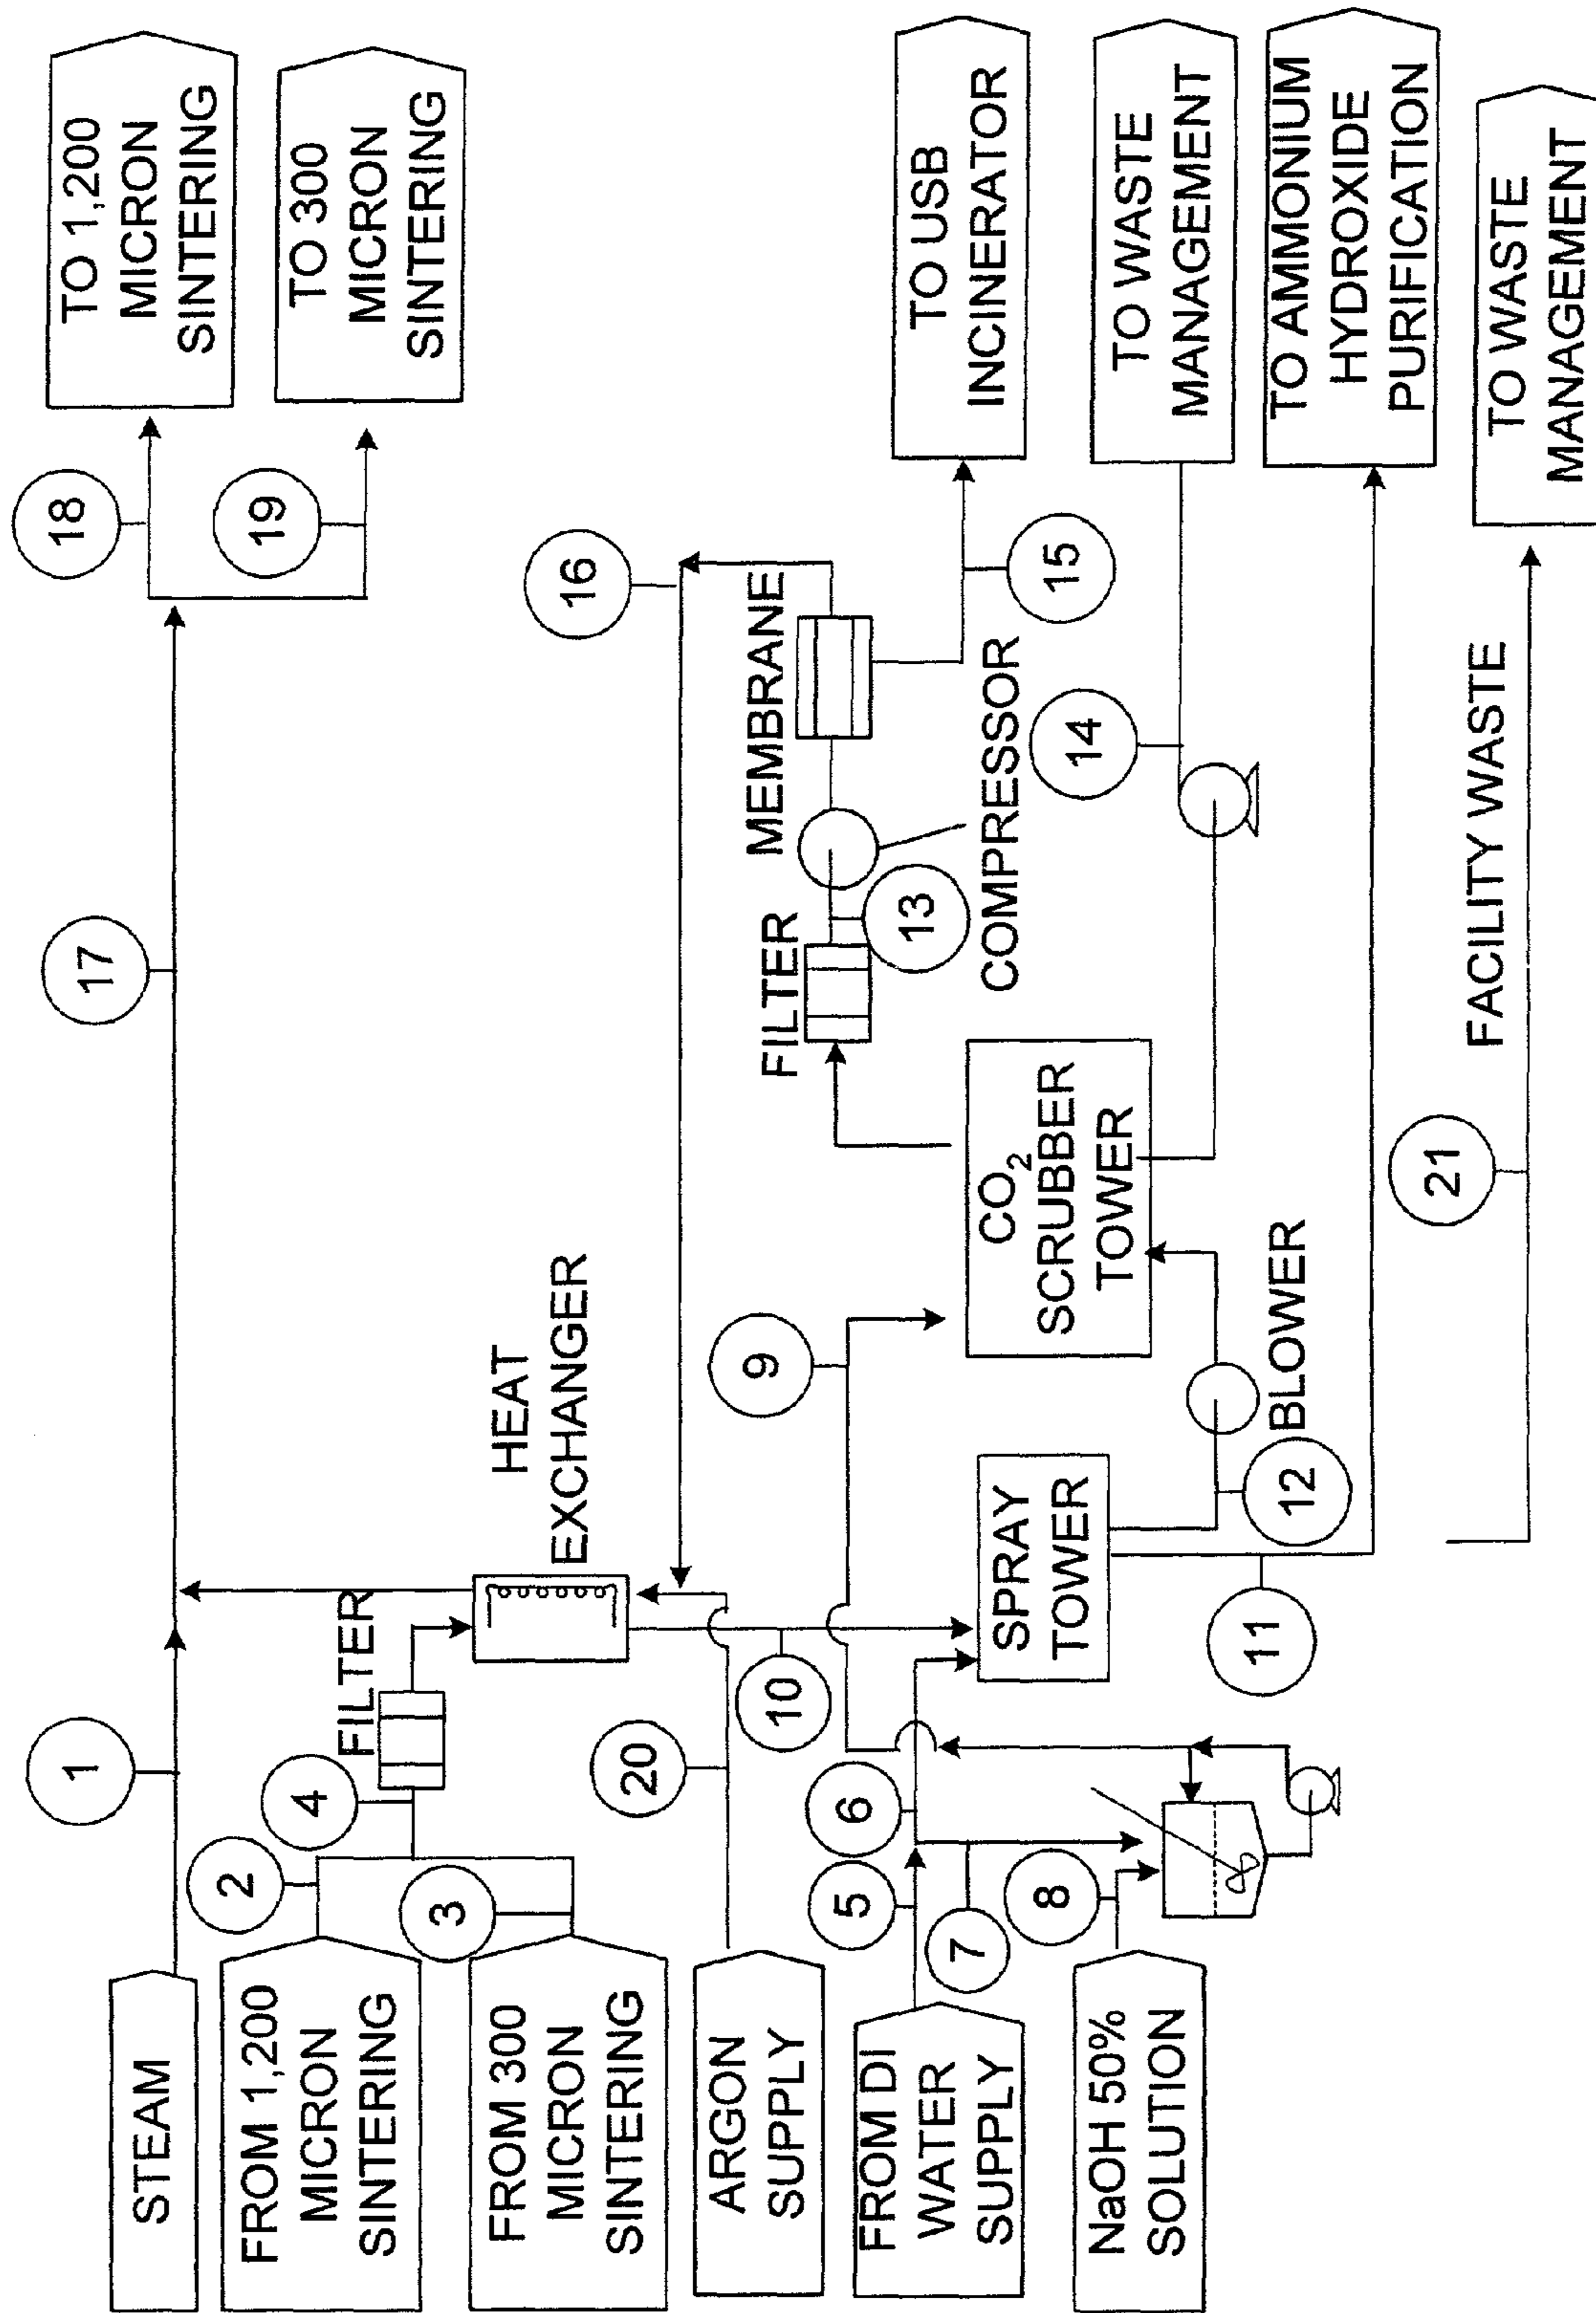 STEAM
FROM 1,200
MICRON
SINTERING
FROM 300
MICRON
SINTERING
ARGON
SUPPLY
FROM DI
WATER
SUPPLY
NaOH 50%
SOLUTION
1
2
3
4
FILTER
20
5
6
7
8
HEAT
EXCHANGER
10
9
SPRAY
TOWER
11
12
BLOWER
CO2
SCRUBBER
TOWER
FILTER
13
COMPRESSOR
MEMBRANE
14
15
16
17
18
19
21
FACILITY WASTE
TO 1,200
MICRON
SINTERING
TO 300
MICRON
SINTERING
TO USB
INCINERATOR
TO WASTE
MANAGEMENT
TO AMMONIUM
HYDROXIDE
PURIFICATION
TO WASTE
MANAGEMENT